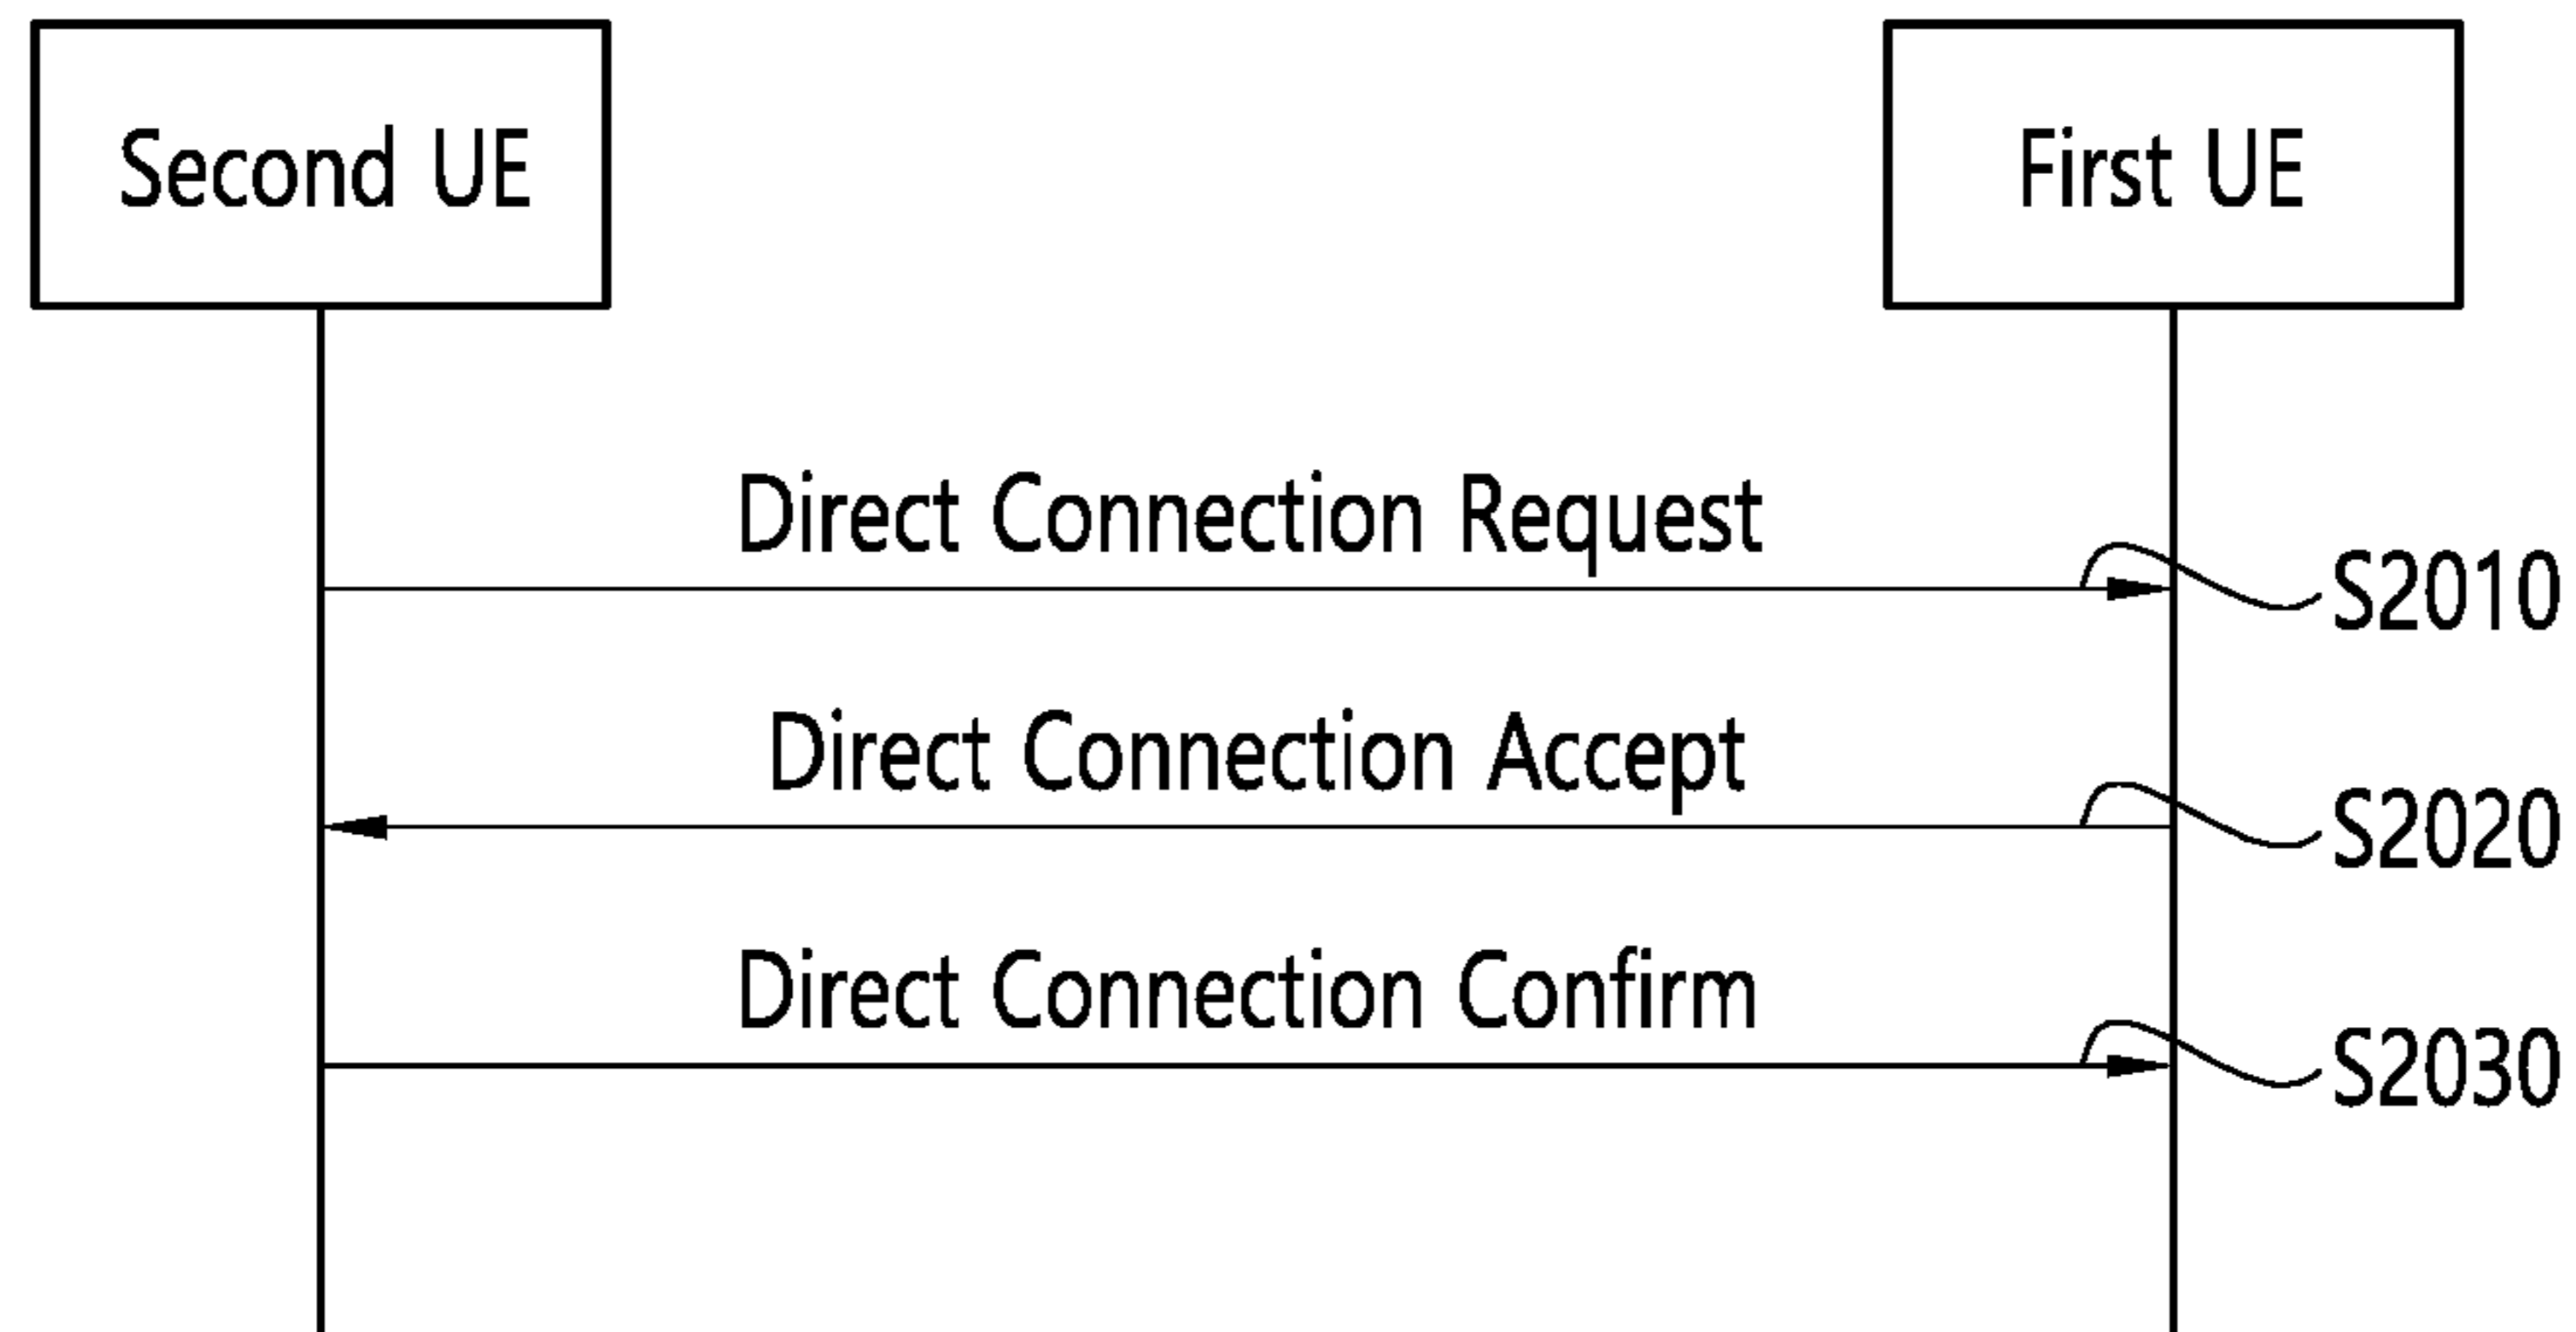 Second UE
First UE
Direct Connection Request
S2010
Direct Connection Accept
S2020
Direct Connection Confirm
S2030